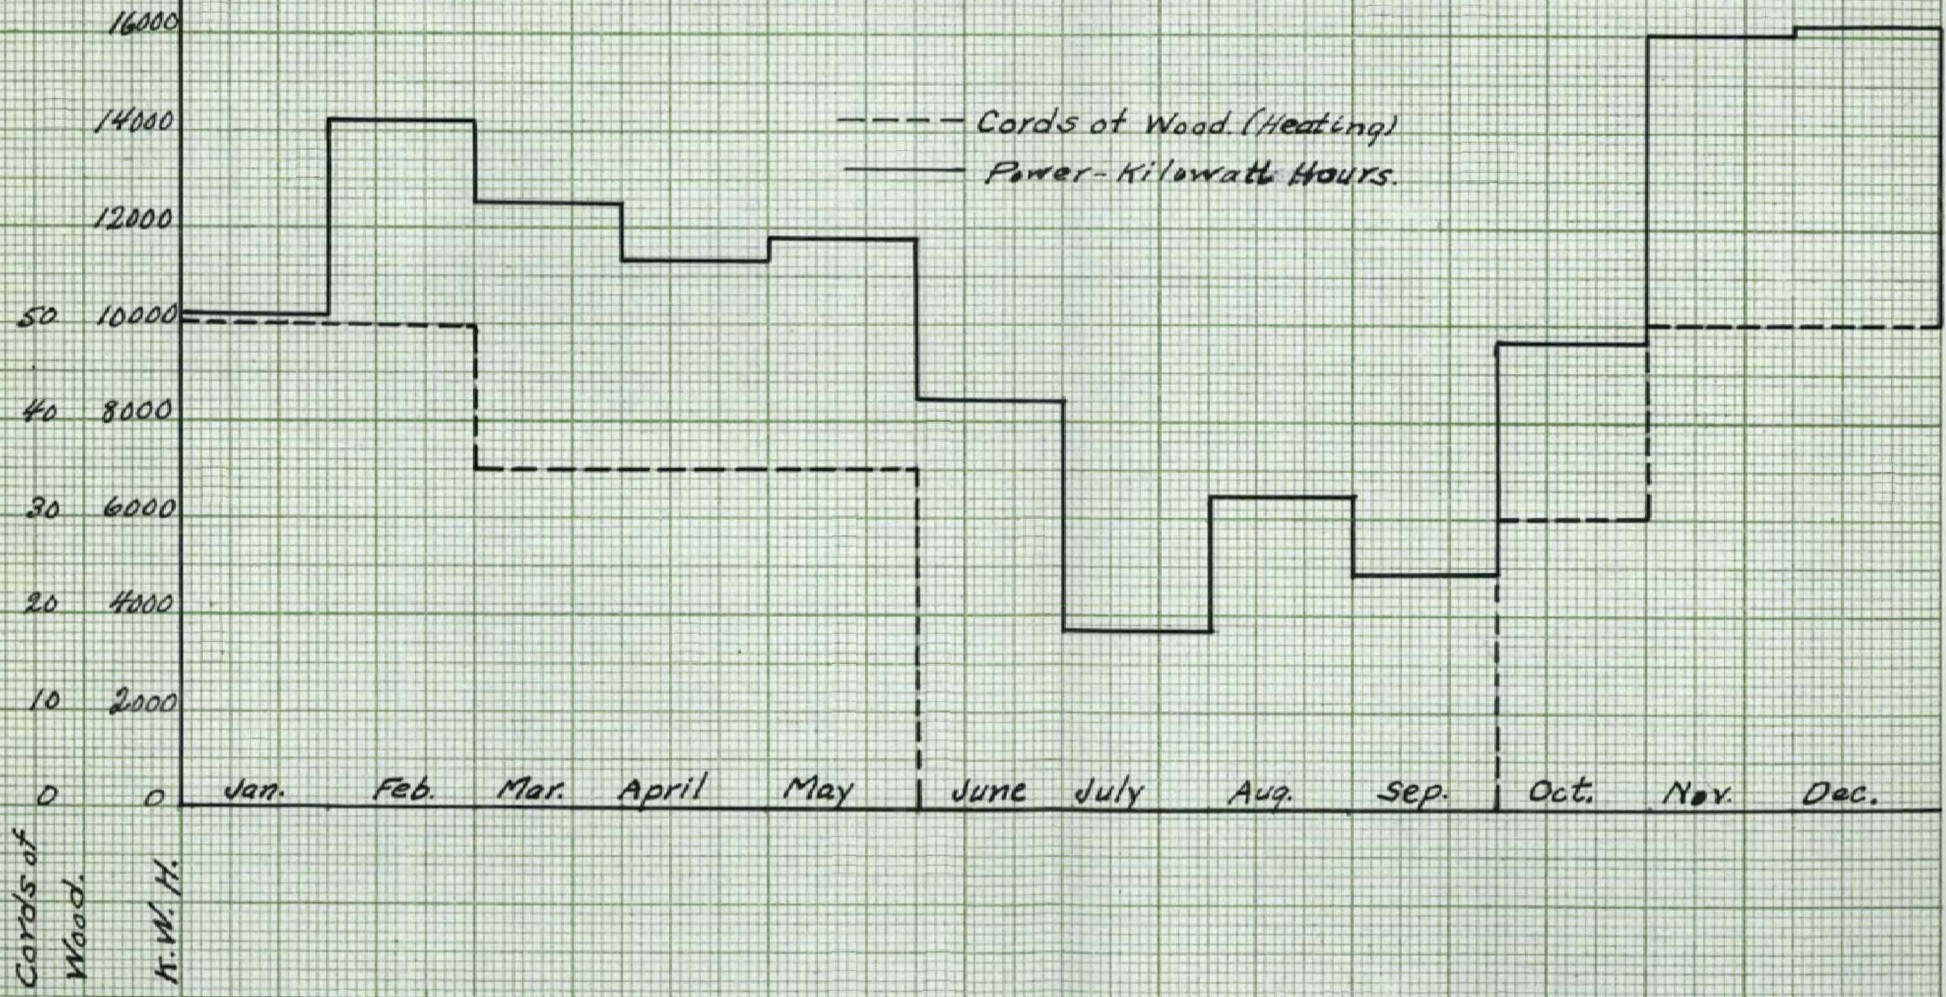 16000
14000
12000
50 10000
40 8000
30 6000
20 4000
10 2000
0 0
---- Cords of Wood. (Heating)
Power-Kilowatt Hours.
Jan. Feb. Mar. April May June July Aug. Sep. Oct. Nov. Dec.
Cords of
Wood.
K.W.H.